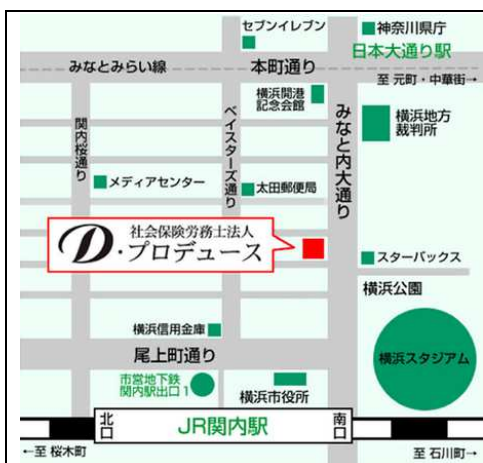 セブンイレブン
神奈川県庁
日本大通り駅
みなとみらい線
本町通り
至 元町・中華街→
横浜開港
記念会館
関内桜通り
ベイスターズ通り
みなと内大通り
横浜地方
裁判所
メディアセンター
太田郵便局
社会保険労務士法人
D・プロデュース
スターバックス
横浜公園
横浜信用金庫
尾上町通り
横浜スタジアム
市営地下鉄
関内駅出口1
横浜市役所
北口
JR関内駅
南口
←至 桜木町
至 石川町→